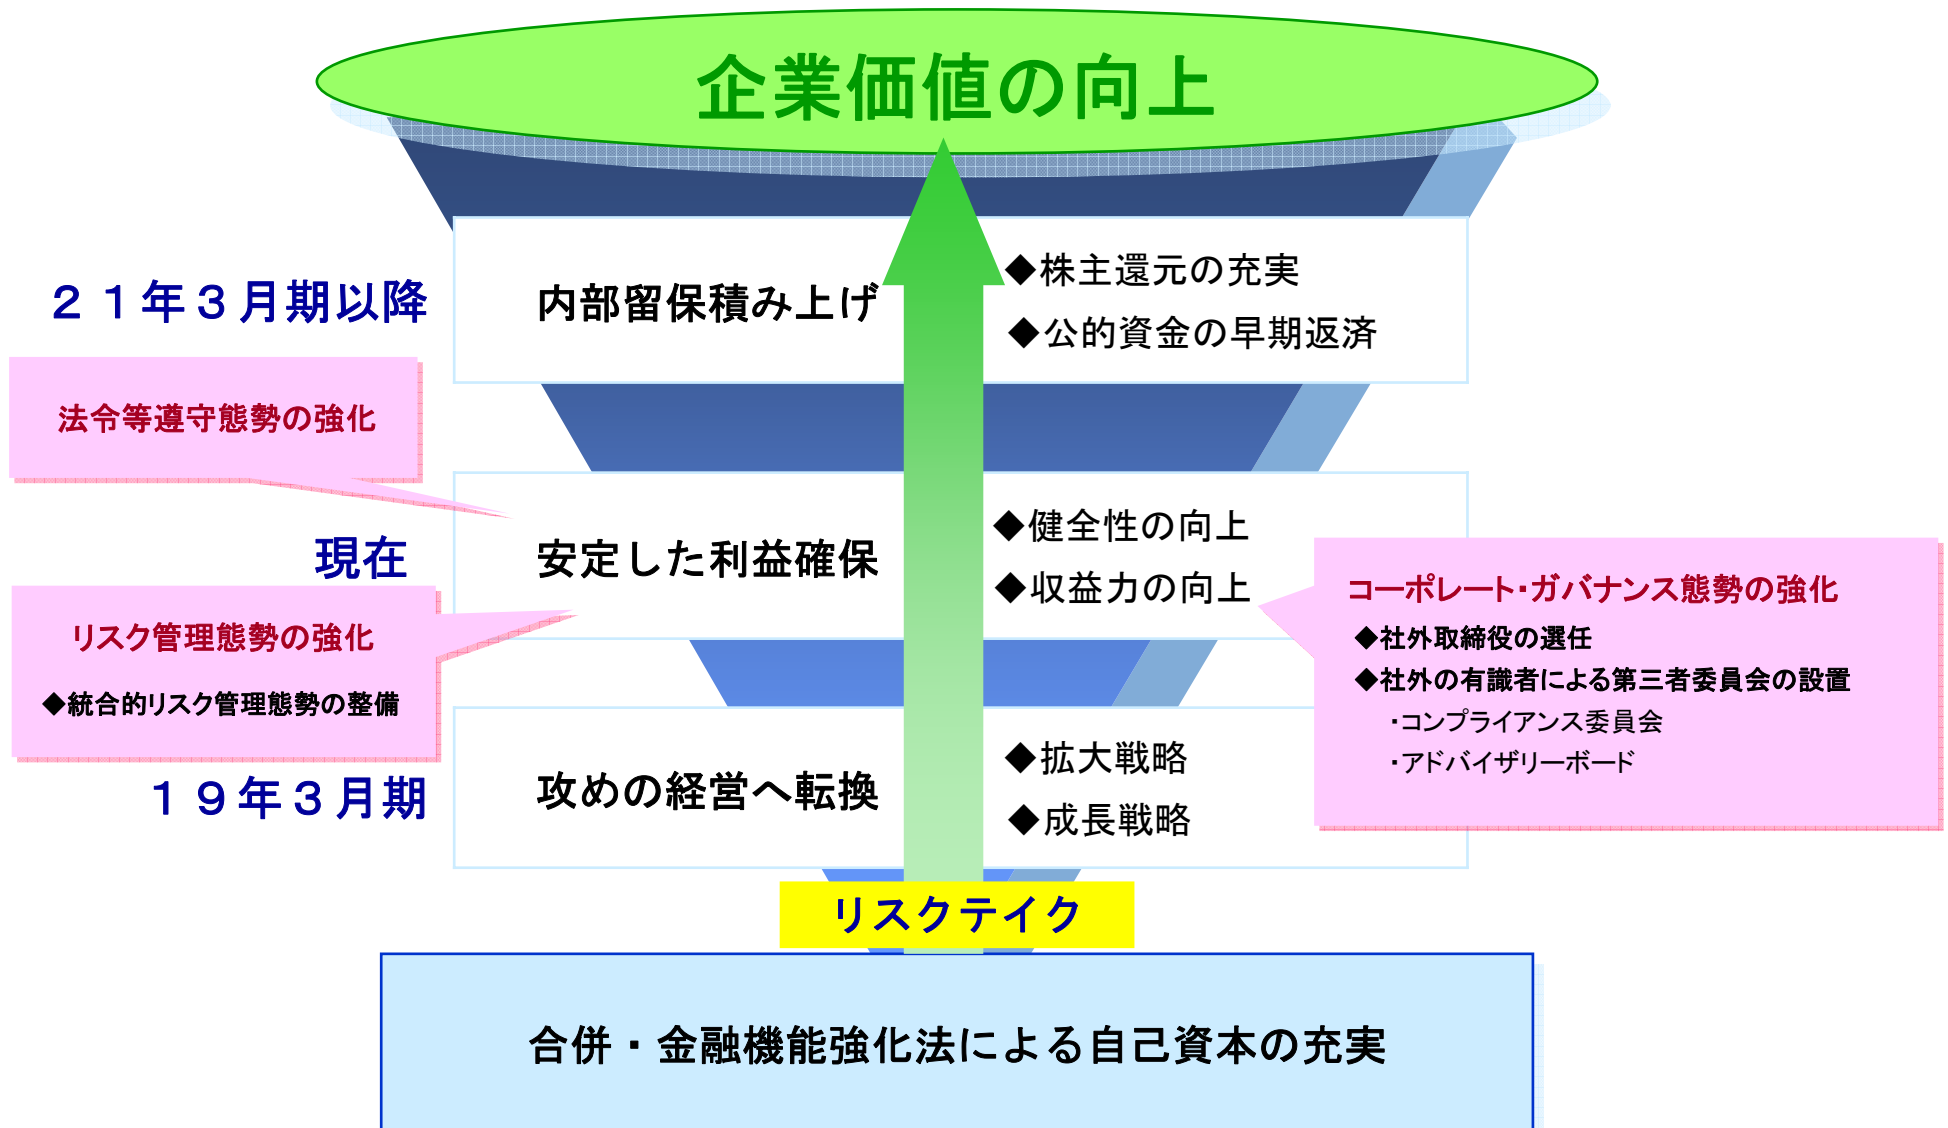 企業価値の向上
２１年３月期以降
内部留保積み上げ
◆株主還元の充実
◆公的資金の早期返済
法令等遵守態勢の強化
現在
安定した利益確保
◆健全性の向上
◆収益力の向上
リスク管理態勢の強化
◆統合的リスク管理態勢の整備
コーポレート・ガバナンス態勢の強化
◆社外取締役の選任
◆社外の有識者による第三者委員会の設置
・コンプライアンス委員会
・アドバイザリーボード
１９年３月期
攻めの経営へ転換
◆拡大戦略
◆成長戦略
リスクテイク
合併・金融機能強化法による自己資本の充実